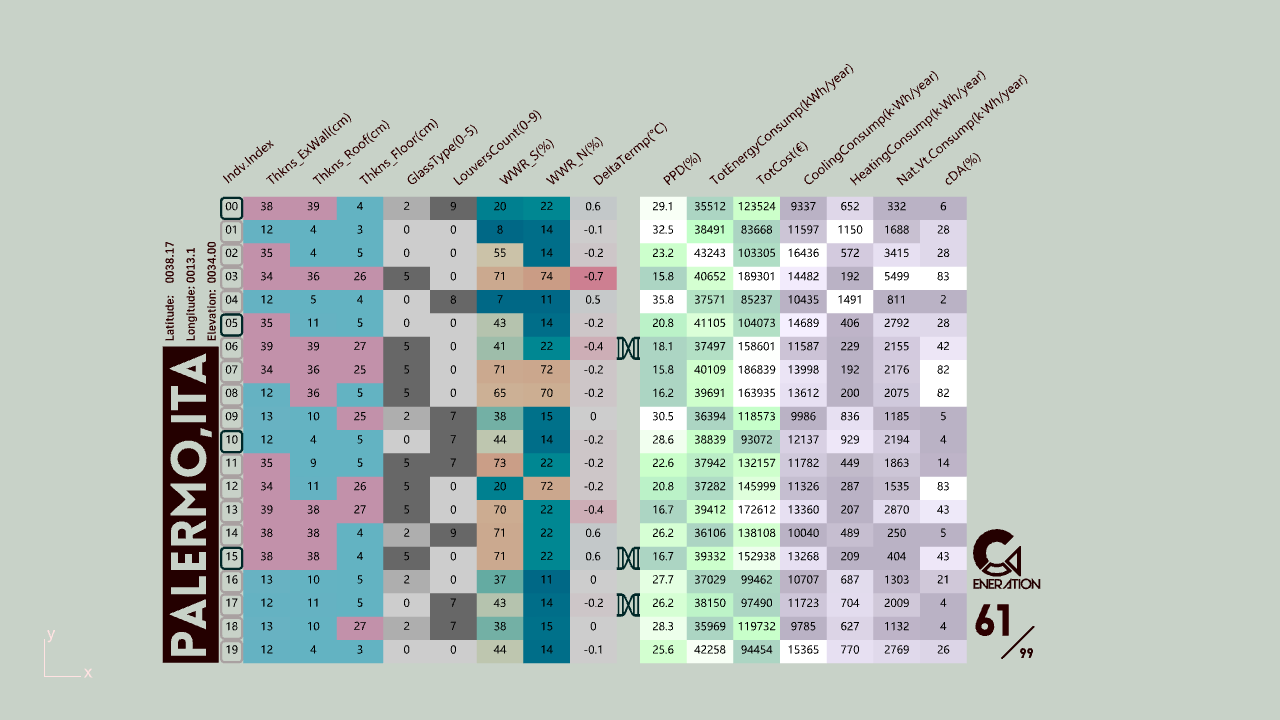 Indv.Index Thkns_ExWall(cm) Thkns_Roof(cm) Thkns_Floor(cm) GlassType(0-5) LouversCount(0-9) WWR_S(%) WWR_N(%) DeltaTermp(°C) PPD(%) TotEnergyConsump(kWh/year) TotCost(€) CoolingConsump(k·Wh/year) HeatingConsump(k·Wh/year) Nat.Vt.Consump(k·Wh/year) cDA(%)
00 38 39 4 2 9 20 22 0.6 29.1 35512 123524 9337 652 332 6
01 12 4 3 0 0 8 14 -0.1 32.5 38491 83668 11597 1150 1688 28
02 35 4 5 0 0 55 14 -0.2 23.2 43243 103305 16436 572 3415 28
03 34 36 26 5 0 71 74 -0.7 15.8 40652 189301 14482 192 5499 83
04 12 5 4 0 8 7 11 0.5 35.8 37571 85237 10435 1491 811 2
05 35 11 5 0 0 43 14 -0.2 20.8 41105 104073 14689 406 2792 28
06 39 39 27 5 0 41 22 -0.4 18.1 37497 158601 11587 229 2155 42
07 34 36 25 5 0 71 72 -0.2 15.8 40109 186839 13998 192 2176 82
08 12 36 5 5 0 65 70 -0.2 16.2 39691 163935 13612 200 2075 82
09 13 10 25 2 7 38 15 0 30.5 36394 118573 9986 836 1185 5
10 12 4 5 0 7 44 14 -0.2 28.6 38839 93072 12137 929 2194 4
11 35 9 5 5 7 73 22 -0.2 22.6 37942 132157 11782 449 1863 14
12 34 11 26 5 0 20 72 -0.2 20.8 37282 145999 11326 287 1535 83
13 39 38 27 5 0 70 22 -0.4 16.7 39412 172612 13360 207 2870 43
14 38 38 4 2 9 71 22 0.6 26.2 36106 138108 10040 489 250 5
15 38 38 4 5 0 71 22 0.6 16.7 39332 152938 13268 209 404 43
16 13 10 5 2 0 37 11 0 27.7 37029 99462 10707 687 1303 21
17 12 11 5 0 7 43 14 -0.2 26.2 38150 97490 11723 704 2009 4
18 13 10 27 2 7 38 15 0 28.3 35969 119732 9785 627 1132 4
19 12 4 3 0 0 44 14 -0.1 25.6 42258 94454 15365 770 2769 26
Latitude: 0038.17
Longitude: 0013.1
Elevation: 0034.00
PALERMO,ITA
ENERATION
61/99
y
x